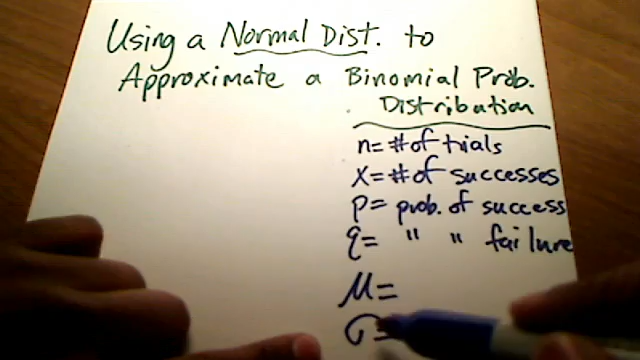 Using a Normal Dist. to
Approximate a Binomial Prob.
Distribution
n= # of trials
x= # of successes
p= prob. of success
q= " " failure
μ=
σ=